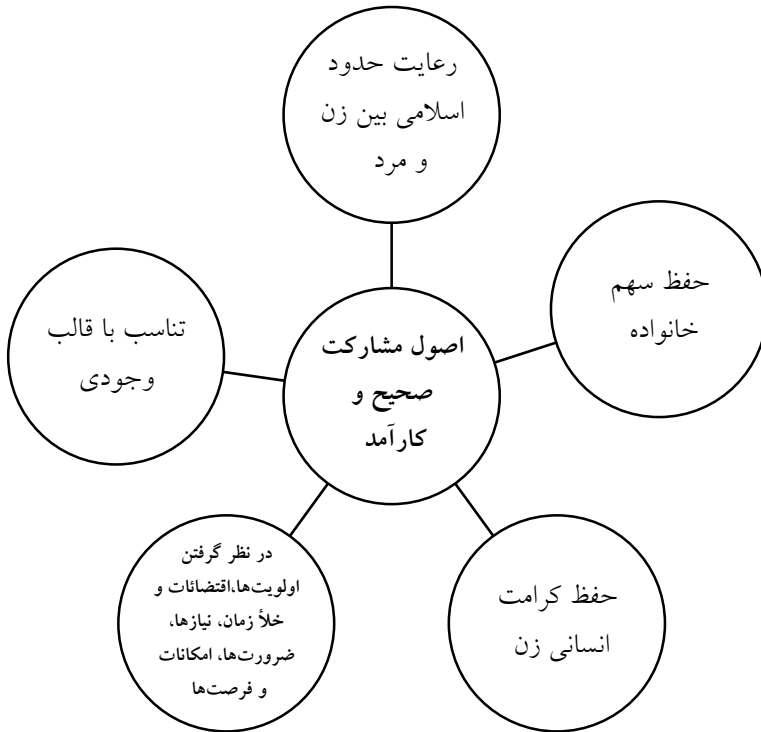 رعایت حدود
اسلامی بین زن
و مرد
حفظ سهم
خانواده
تناسب با قالب
وجودی
اصول مشارکت
صحیح و
کارآمد
حفظ کرامت
انسانی زن
در نظر گرفتن
اولویت‌ها،اقتضائات و
خلأ زمان، نیازها،
ضرورت‌ها، امکانات
و فرصت‌ها